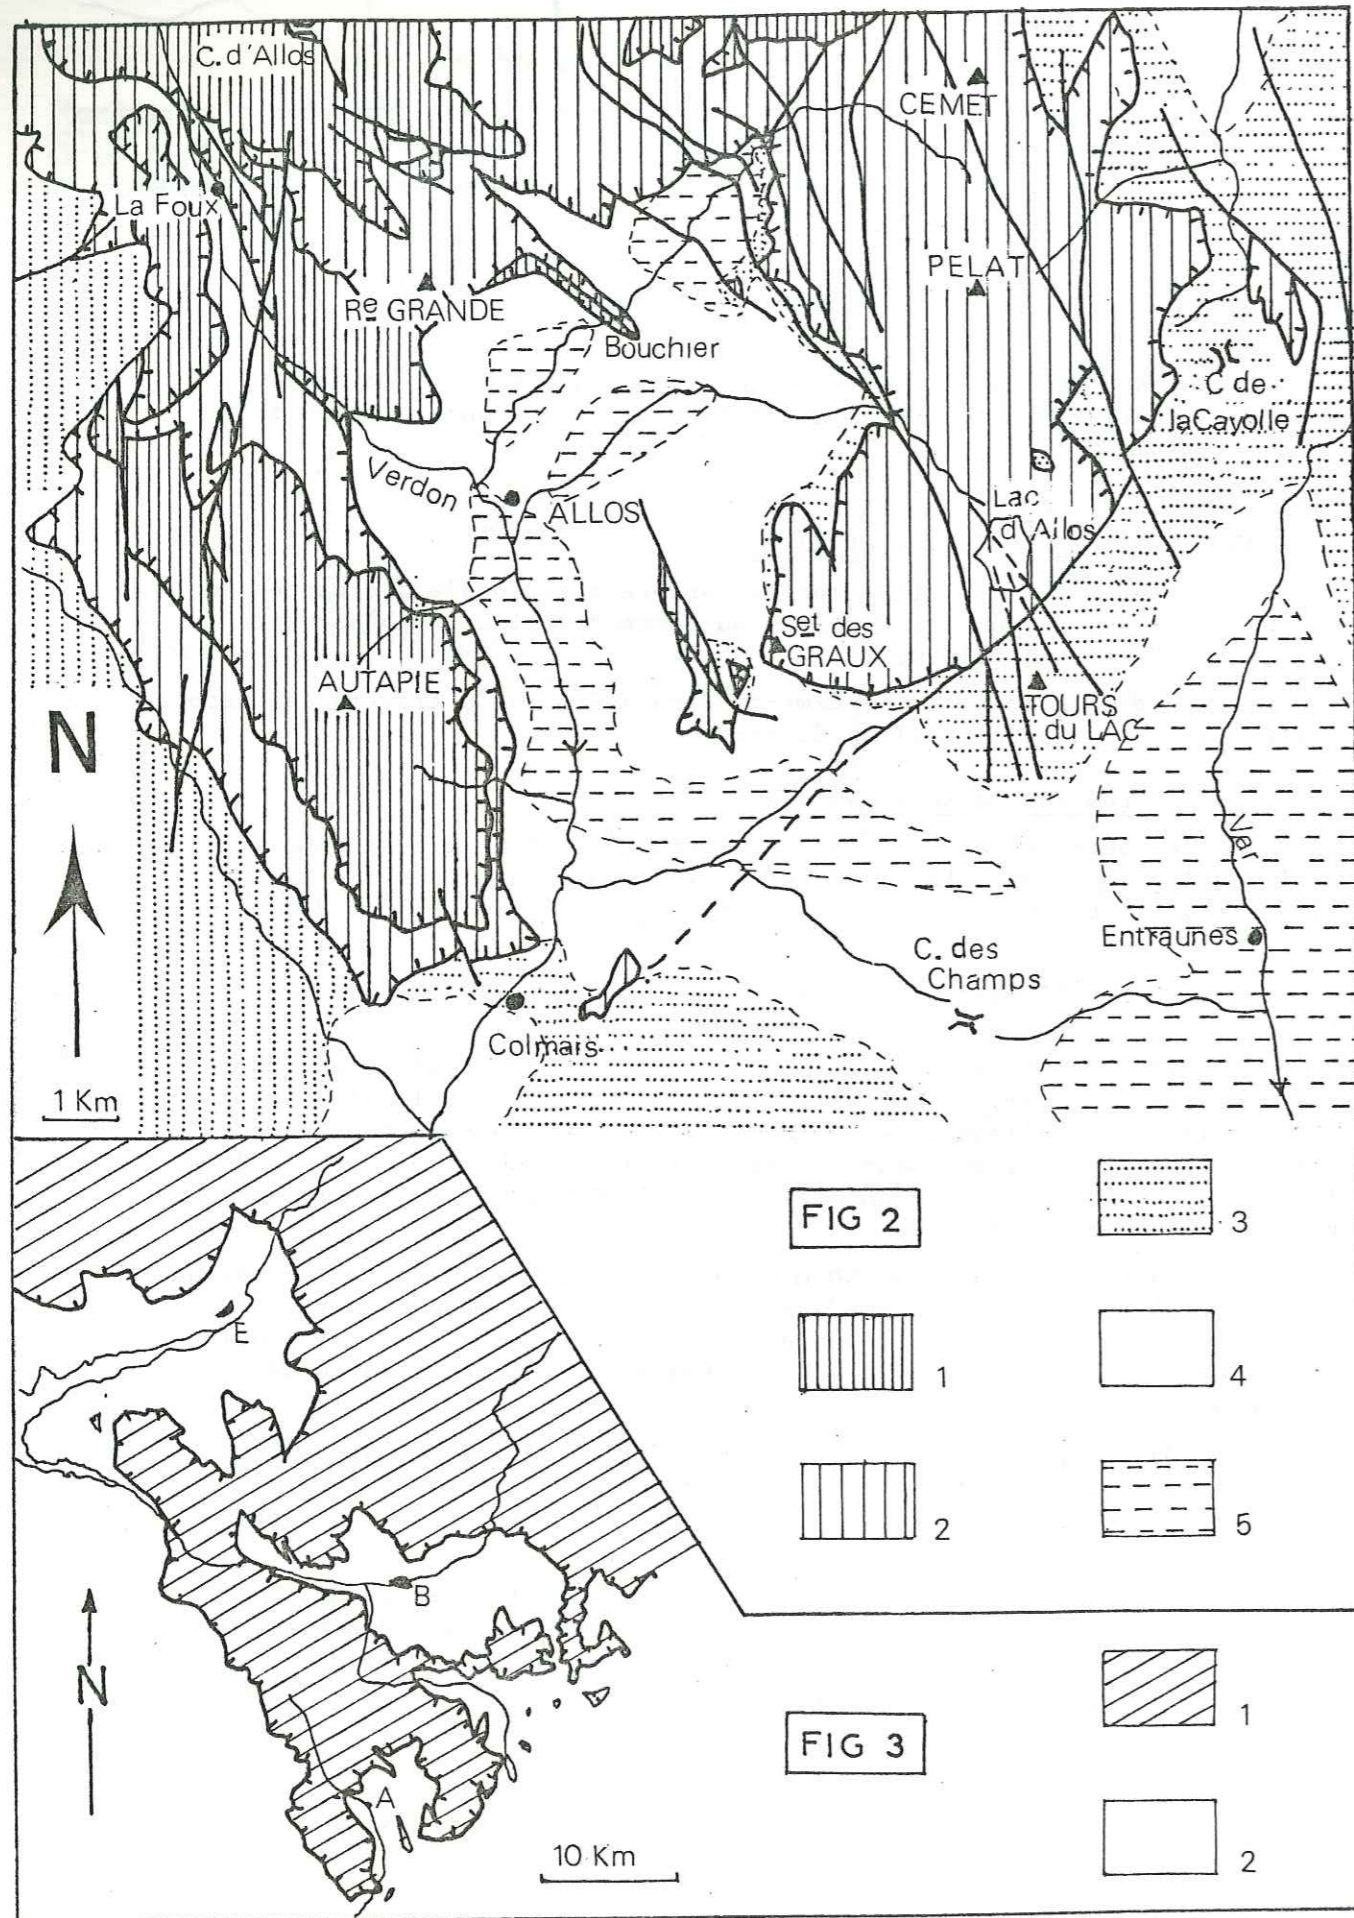 C. d'Allos
CEMET
La Foux
PELAT
Re GRANDE
Bouchier
C de
la Cayolle
Verdon
ALLOS
Lac
d'Allos
Set des
GRAUX
AUTAPIE
TOURS
du LAC
N
Var
Entraunes
C. des
Champs
Colmars
1 Km
FIG 2
3
1
4
2
5
E
B
N
A
10 Km
FIG 3
1
2